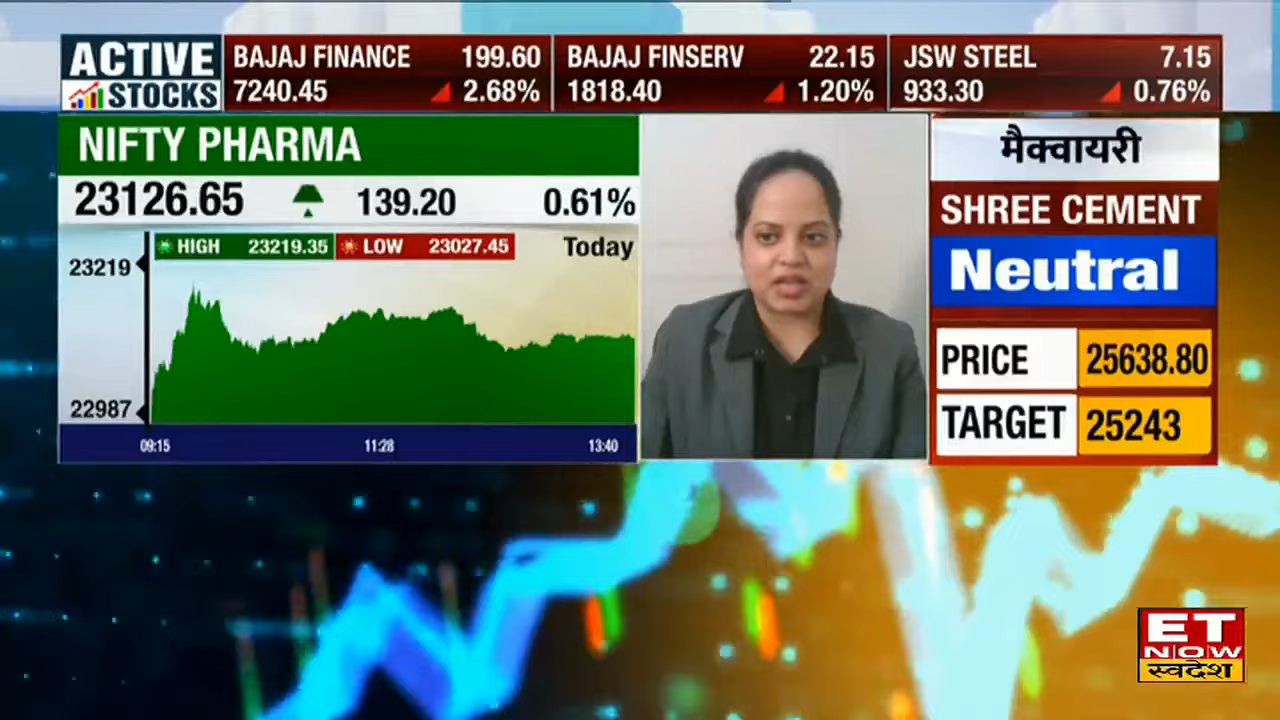 ACTIVE STOCKS
BAJAJ FINANCE 199.60
7240.45 2.68%
BAJAJ FINSERV 22.15
1818.40 1.20%
JSW STEEL 7.15
933.30 0.76%
NIFTY PHARMA
23126.65 139.20 0.61%
HIGH 23219.35 LOW 23027.45 Today
23219
22987
09:15 11:28 13:40
मैक्वायरी
SHREE CEMENT
Neutral
PRICE 25638.80
TARGET 25243
ET
NOW
स्वदेश